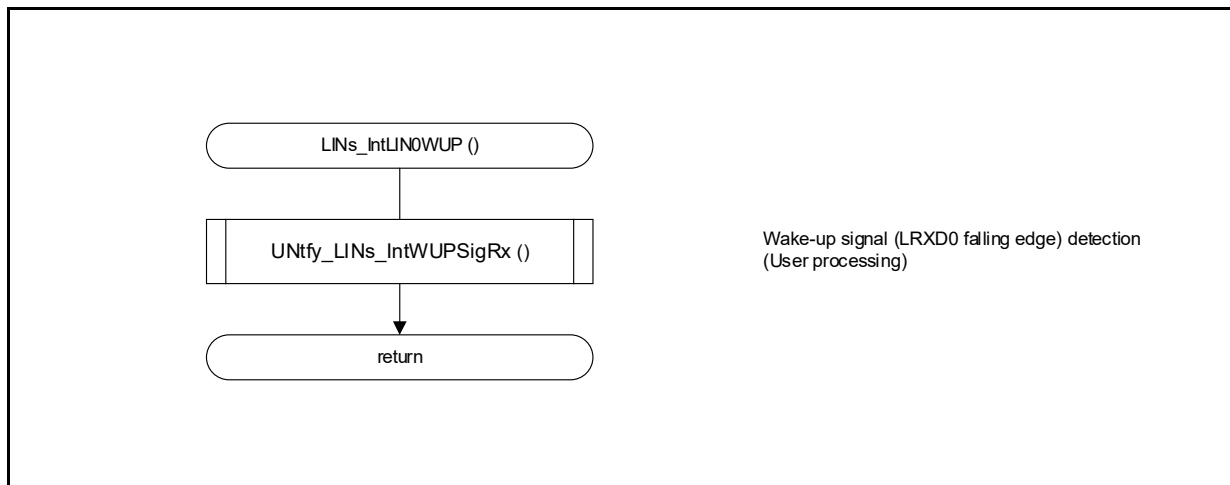 LINs_IntLIN0WUP ()
UNtfy_LINs_IntWUPSigRx ()
Wake-up signal (LRXD0 falling edge) detection
(User processing)
return